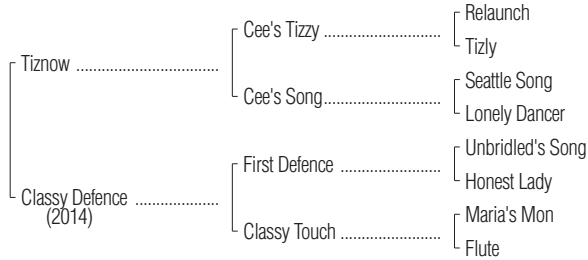 Relaunch
Cee's Tizzy ..............................
Tizly
Tiznow ....................................
Seattle Song
Cee's Song..............................
Lonely Dancer
Unbridled's Song
First Defence ..........................
Honest Lady
Classy Defence .....................
(2014)
Maria's Mon
Classy Touch .........................
Flute